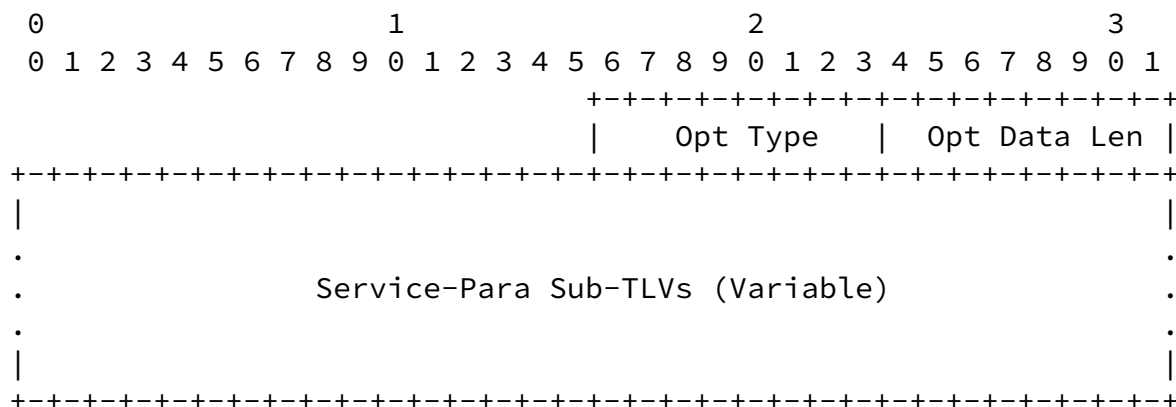 0                   1                   2                   3
 0 1 2 3 4 5 6 7 8 9 0 1 2 3 4 5 6 7 8 9 0 1 2 3 4 5 6 7 8 9 0 1
                                +-+-+-+-+-+-+-+-+-+-+-+-+-+-+-+-+
                                |    Opt Type   |  Opt Data Len |
+-+-+-+-+-+-+-+-+-+-+-+-+-+-+-+-+-+-+-+-+-+-+-+-+-+-+-+-+-+-+-+-+
|                                                               |
.                                                               .
.                Service-Para Sub-TLVs (Variable)               .
.                                                               .
|                                                               |
+-+-+-+-+-+-+-+-+-+-+-+-+-+-+-+-+-+-+-+-+-+-+-+-+-+-+-+-+-+-+-+-+